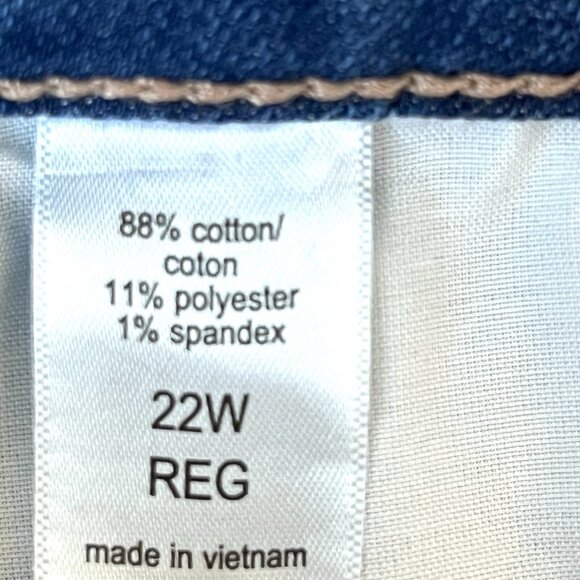 88% cotton/
coton
11% polyester
1% spandex
22W
REG
made in vietnam